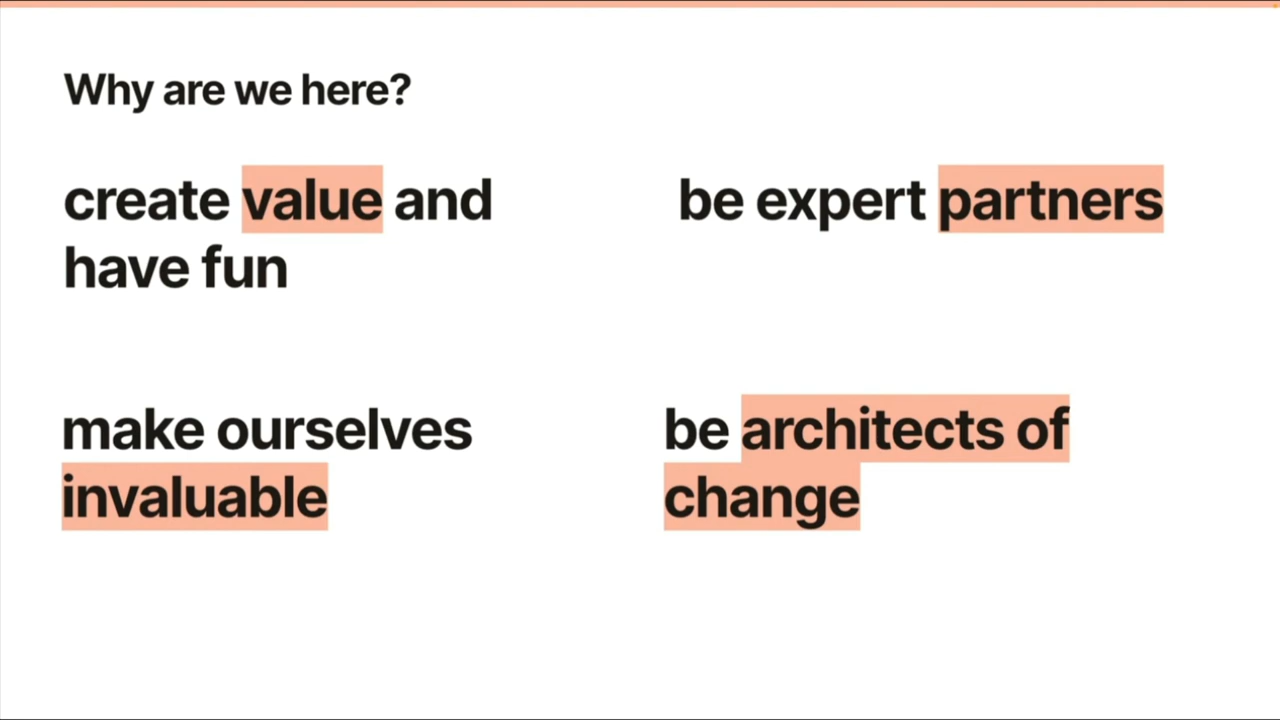 Why are we here?
create value and
have fun
be expert partners
make ourselves
invaluable
be architects of
change